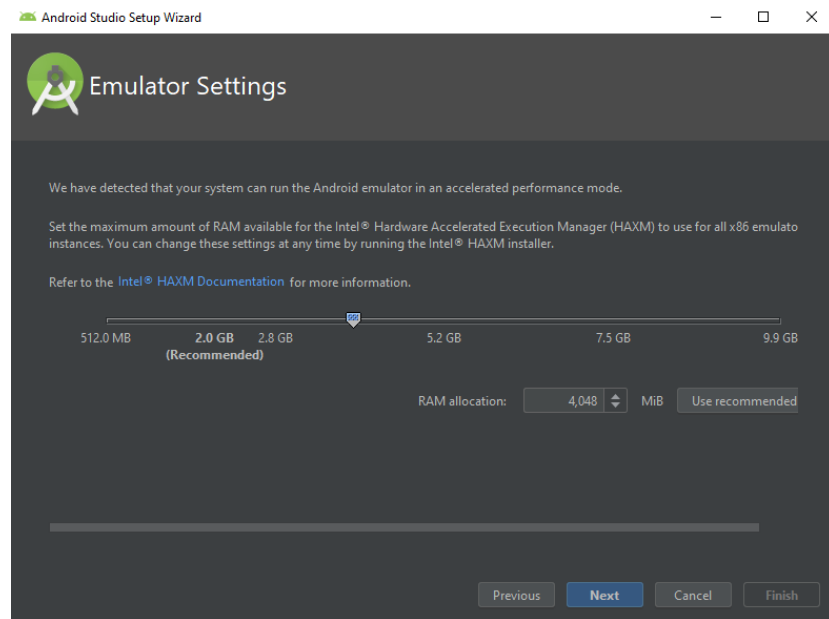 Android Studio Setup Wizard
Emulator Settings
We have detected that your system can run the Android emulator in an accelerated performance mode.
Set the maximum amount of RAM available for the Intel® Hardware Accelerated Execution Manager (HAXM) to use for all x86 emulato
instances. You can change these settings at any time by running the Intel® HAXM installer.
Refer to the Intel® HAXM Documentation for more information.
512.0 MB 2.0 GB 2.8 GB 5.2 GB 7.5 GB 9.9 GB
(Recommended)
RAM allocation: 4,048 MiB Use recommended
Previous Next Cancel Finish